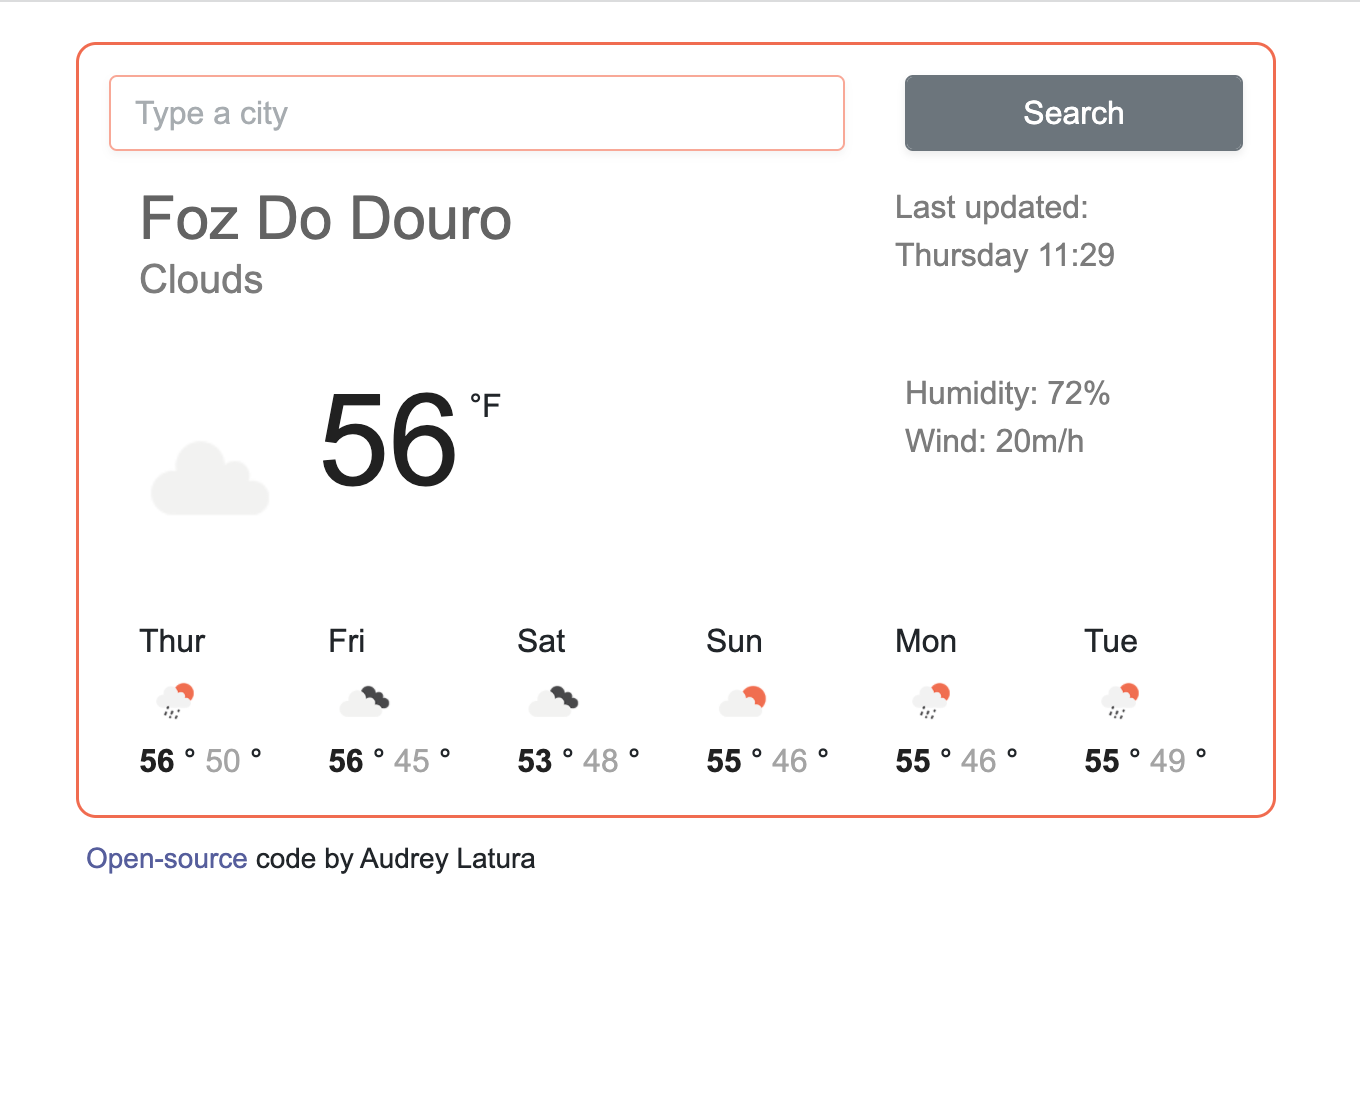 Type a city
Search
Foz Do Douro
Clouds
Last updated:
Thursday 11:29
56 °F
Humidity: 72%
Wind: 20m/h
Thur Fri Sat Sun Mon Tue
56 ° 50 ° 56 ° 45 ° 53 ° 48 ° 55 ° 46 ° 55 ° 46 ° 55 ° 49 °
Open-source code by Audrey Latura